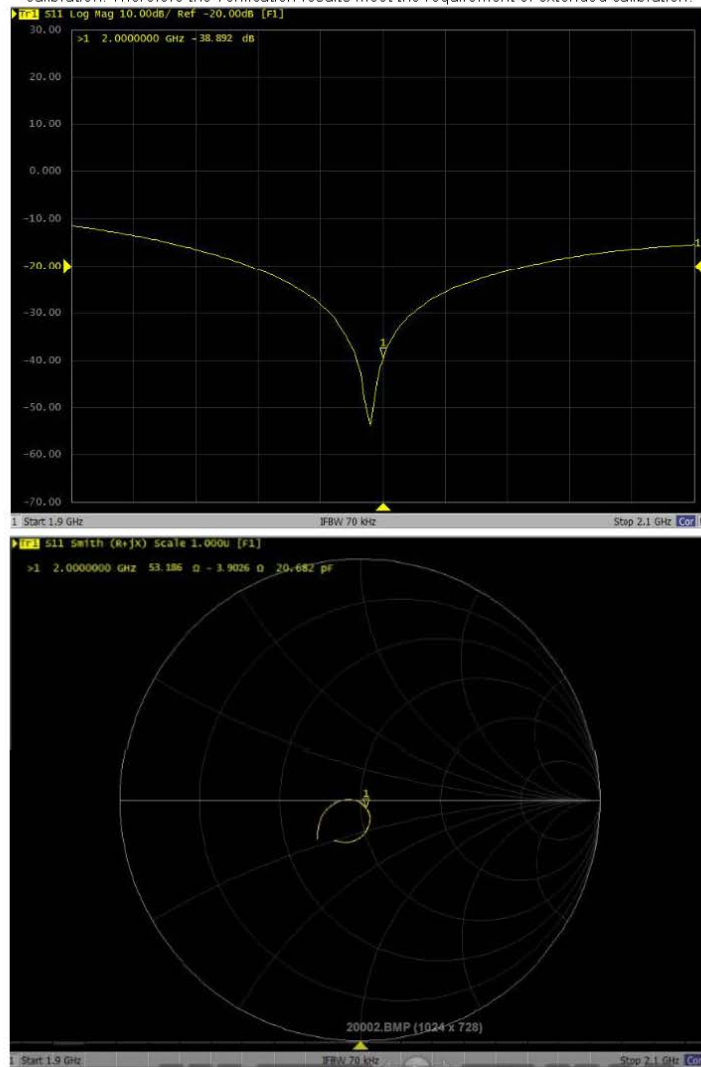 calibration. Therefore the verification results meet the requirement of extended calibration.
Tr1 S11 Log Mag 10.00dB/ Ref -20.00dB [F1]
>1 2.0000000 GHz -38.892 dB
30.00
20.00
10.00
0.000
-10.00
1
-20.00
-30.00
1
-40.00
-50.00
-60.00
-70.00
1 Start 1.9 GHz IFBW 70 kHz Stop 2.1 GHz Cor
Tr1 S11 Smith (R+jX) Scale 1.000U [F1]
>1 2.0000000 GHz 53.186 Ω -3.9026 Ω 20.682 pF
1
20002.BMP (1024 x 728)
1 Start 1.9 GHz IFBW 70 kHz Stop 2.1 GHz Cor